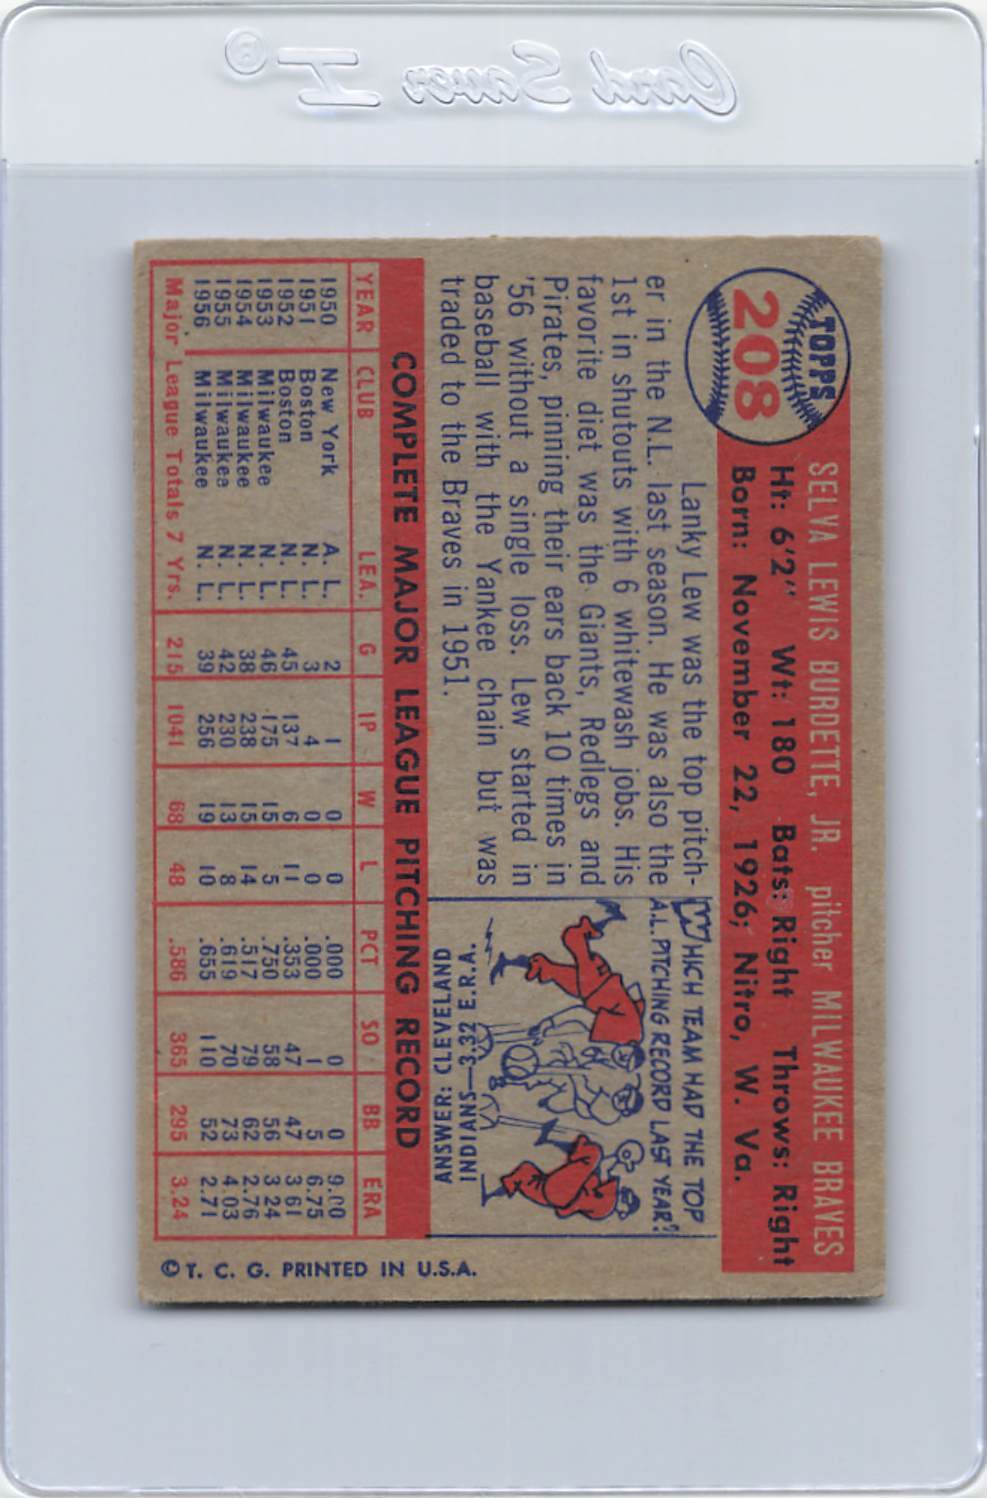 Card Saver I®
TOPPS
208
SELVA LEWIS BURDETTE, JR. pitcher MILWAUKEE BRAVES
Ht: 6'2" Wt: 180 Bats: Right Throws: Right
Born: November 22, 1926; Nitro, W. Va.
Lanky Lew was the top pitch-
er in the N.L. last season. He was also the
1st in shutouts with 6 whitewash jobs. His
favorite diet was the Giants, Redlegs and
Pirates, pinning their ears back 10 times in
'56 without a single loss. Lew started in
baseball with the Yankee chain but was
traded to the Braves in 1951.
WHICH TEAM HAD THE TOP
A.L. PITCHING RECORD LAST YEAR?
ANSWER: CLEVELAND
INDIANS—3.32 E.R.A.
COMPLETE MAJOR LEAGUE PITCHING RECORD
YEAR CLUB LEA. G IP W L PCT SO BB ERA
1950 New York A. L. 2 1 0 0 .000 0 0 9.00
1951 Boston N. L. 3 4 0 0 .000 1 5 6.75
1952 Boston N. L. 45 137 6 11 .353 47 47 3.61
1953 Milwaukee N. L. 46 175 15 5 .750 58 56 3.24
1954 Milwaukee N. L. 38 238 15 14 .517 79 62 2.76
1955 Milwaukee N. L. 42 230 13 8 .619 70 73 4.03
1956 Milwaukee N. L. 39 256 19 10 .655 110 52 2.71
Major League Totals 7 Yrs. 215 1041 68 48 .586 365 295 3.24
© T. C. G. PRINTED IN U.S.A.